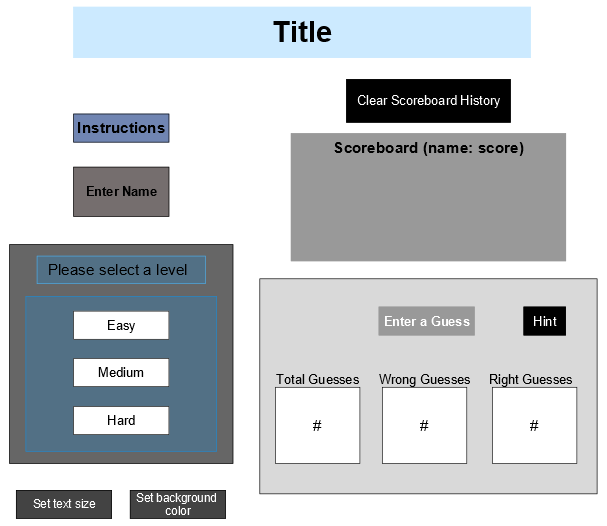 Title
Clear Scoreboard History
Instructions
Scoreboard (name: score)
Enter Name
Please select a level
Easy
Medium
Hard
Enter a Guess
Hint
Total Guesses
Wrong Guesses
Right Guesses
#
#
#
Set text size
Set background
color